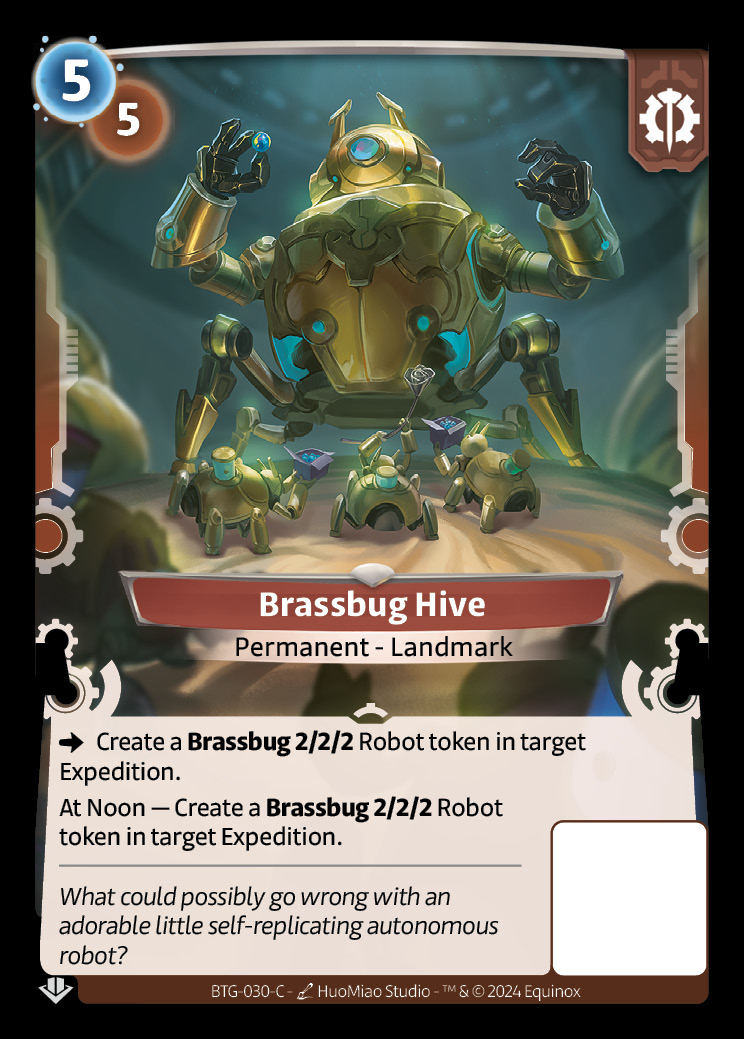 5
5
Brassbug Hive
Permanent - Landmark
Create a Brassbug 2/2/2 Robot token in target
Expedition.
At Noon — Create a Brassbug 2/2/2 Robot
token in target Expedition.
What could possibly go wrong with an
adorable little self-replicating autonomous
robot?
BTG-030-C - HuoMiao Studio - ™ & © 2024 Equinox